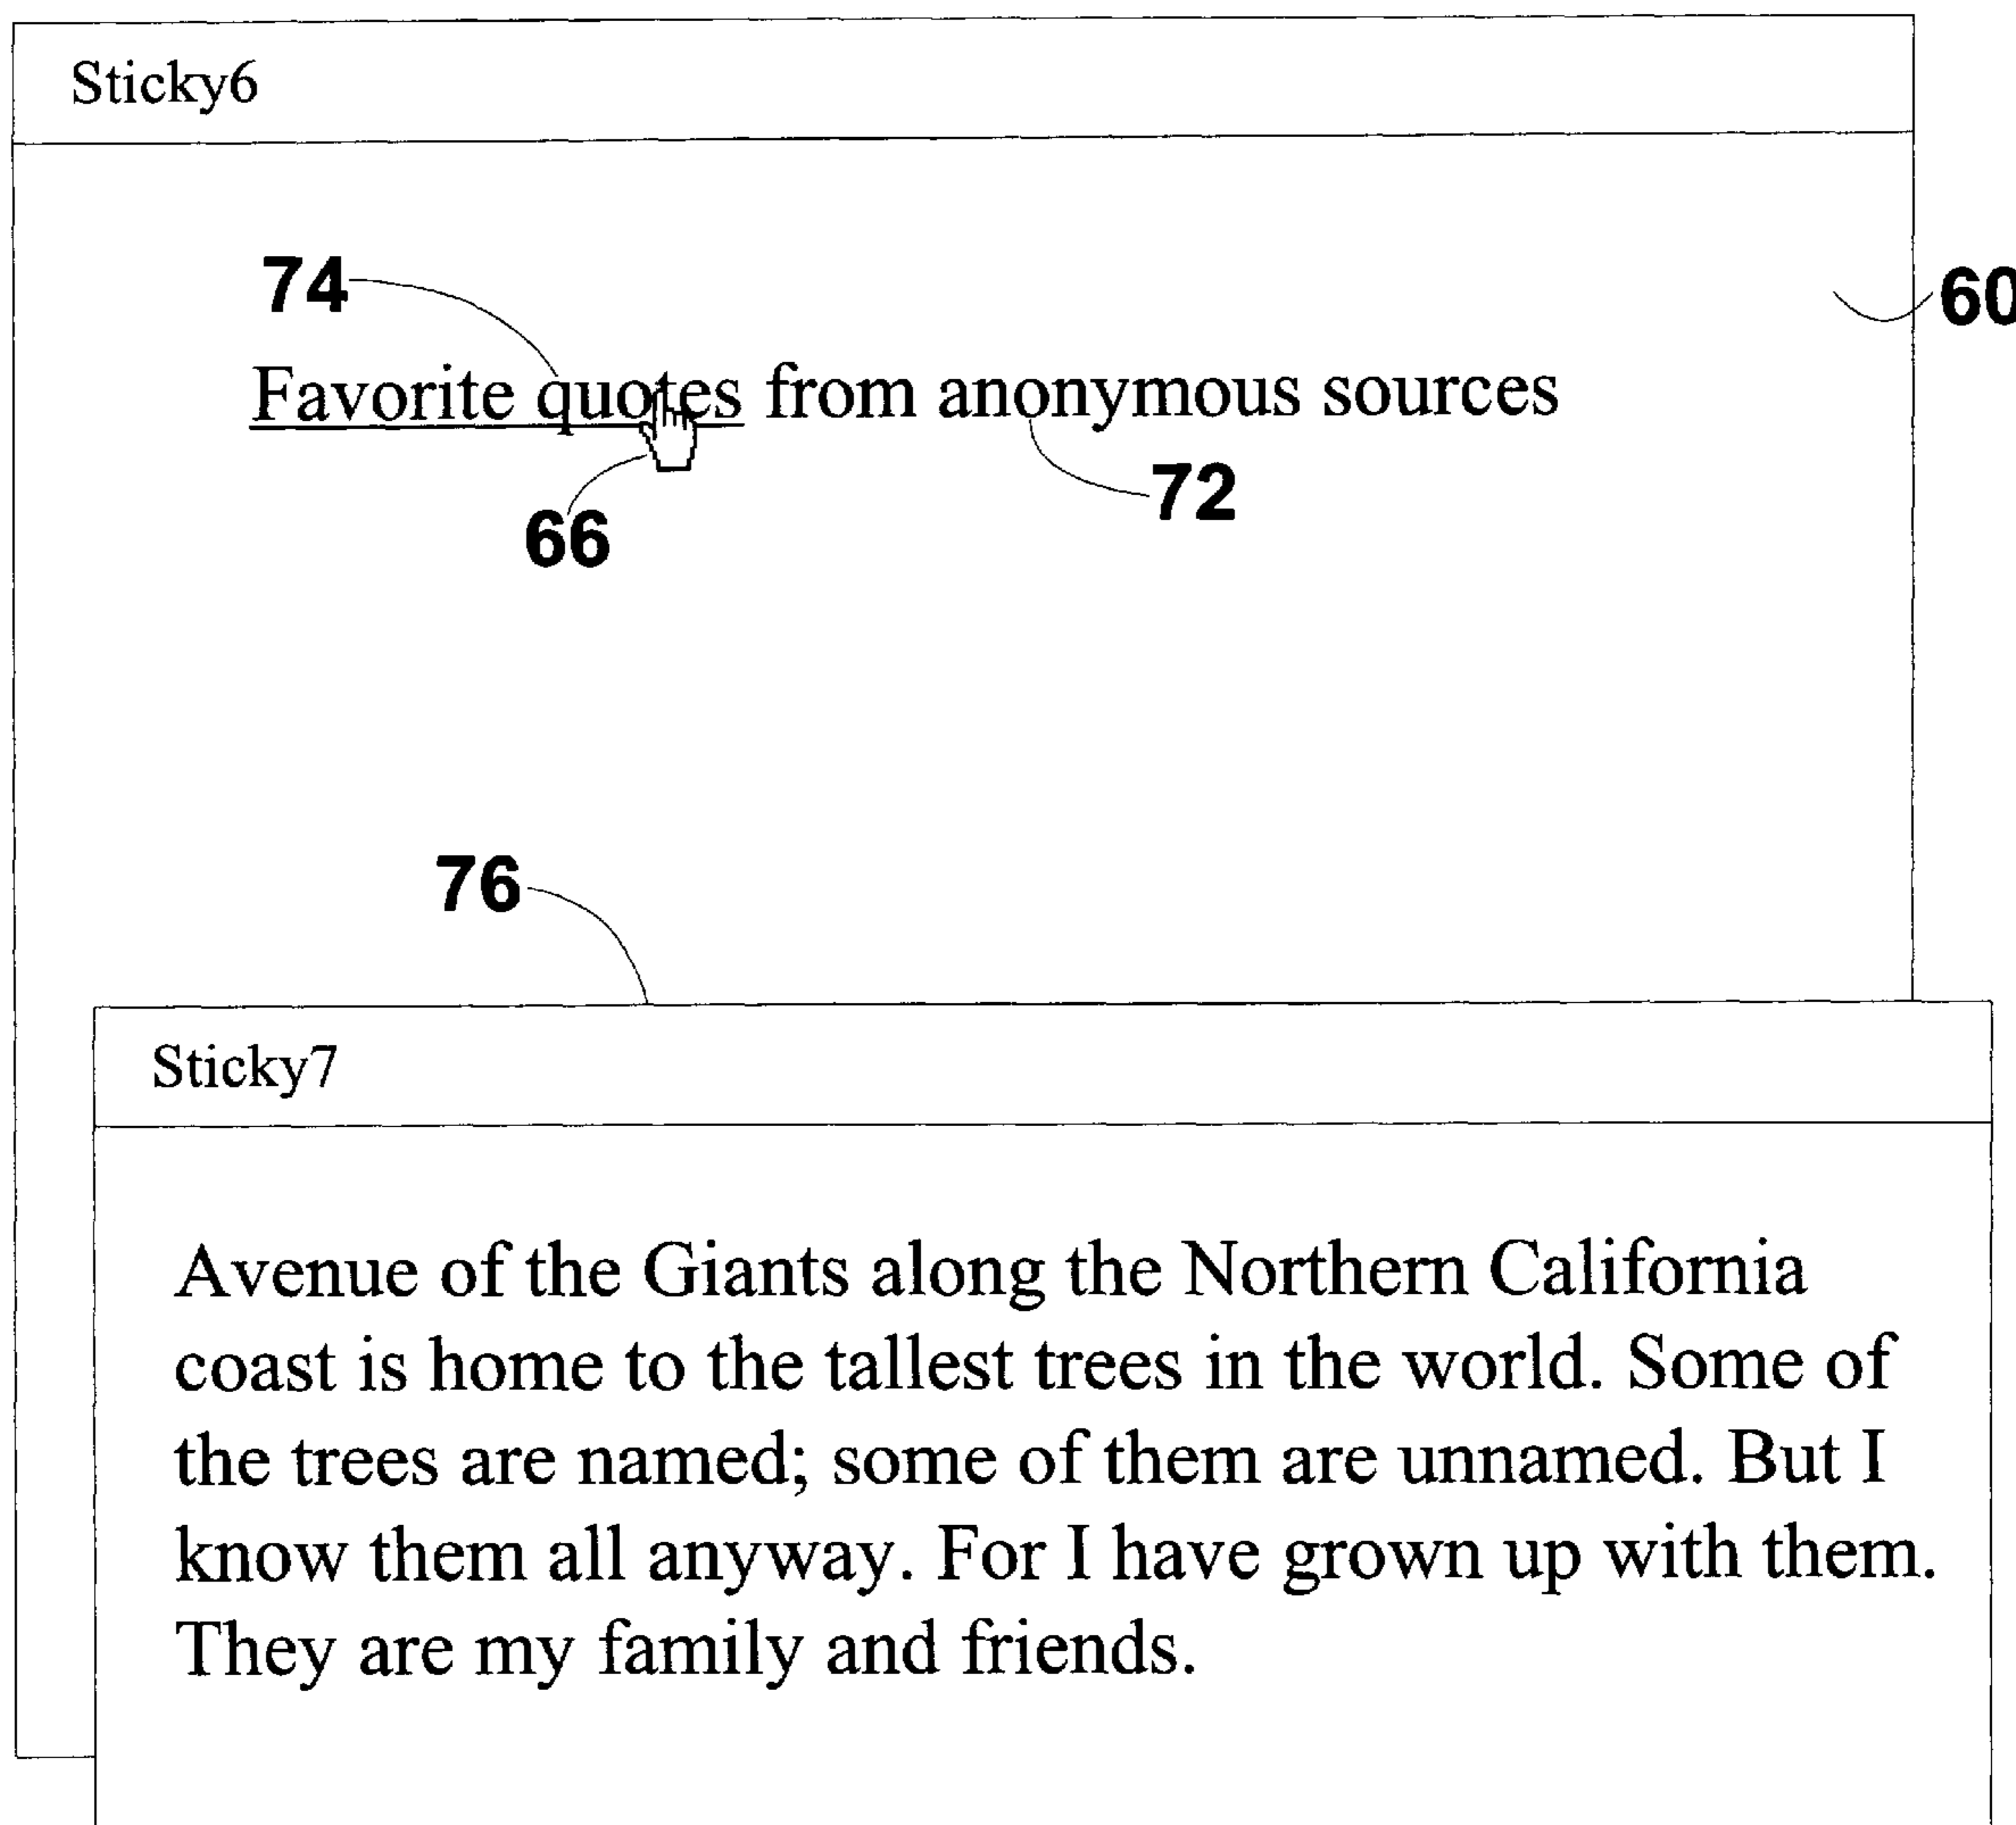 Sticky6
74
60
Favorite quotes from anonymous sources
72
66
76
Sticky7
Avenue of the Giants along the Northern California
coast is home to the tallest trees in the world. Some of
the trees are named; some of them are unnamed. But I
know them all anyway. For I have grown up with them.
They are my family and friends.